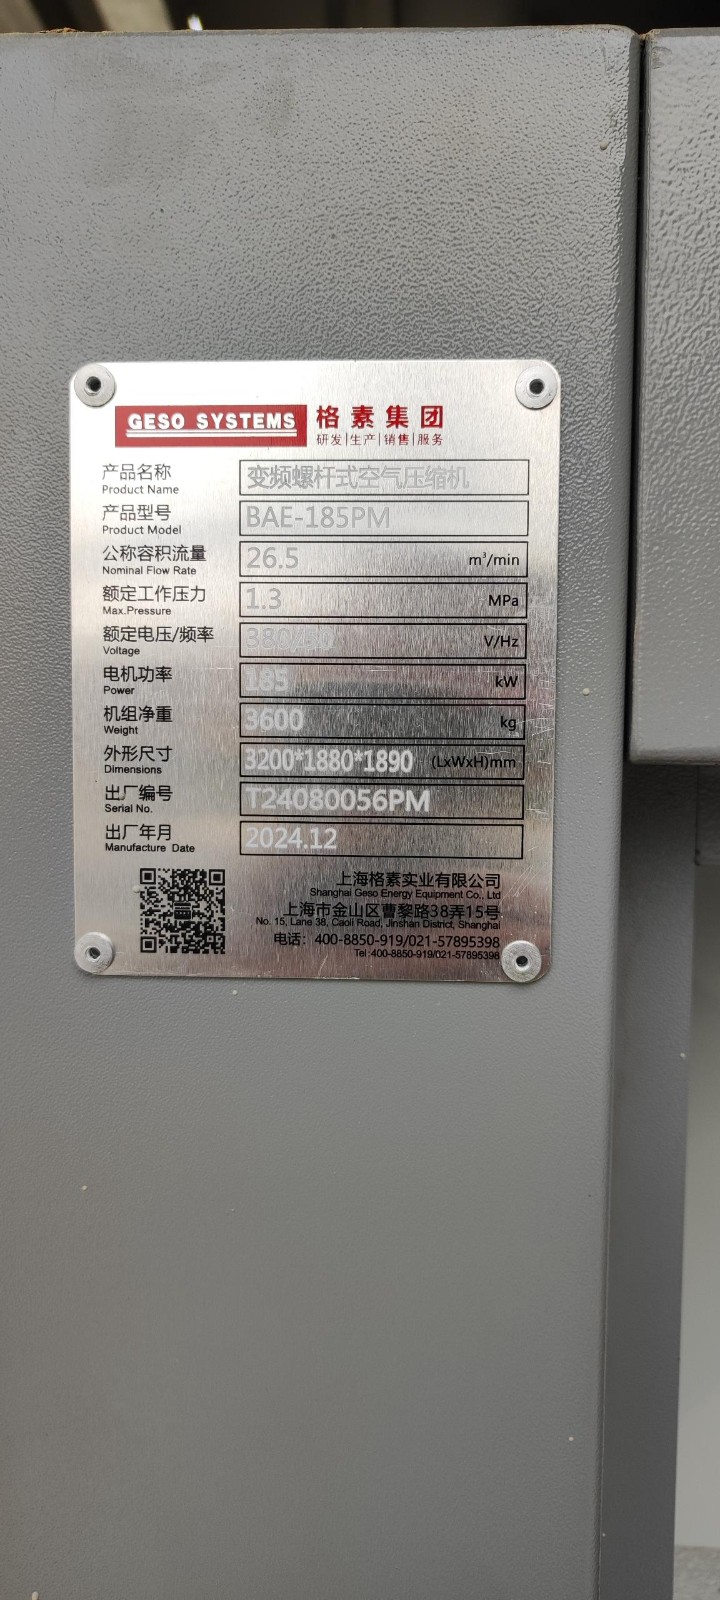 GESO SYSTEMS 格素集团
研发|生产|销售|服务
产品名称 变频螺杆式空气压缩机
Product Name
产品型号 BAE-185PM
Product Model
公称容积流量 26.5 m³/min
Nominal Flow Rate
额定工作压力 1.3 MPa
Max.Pressure
额定电压/频率 380/50 V/Hz
Voltage
电机功率 185 kW
Power
机组净重 3600 kg
Weight
外形尺寸 3200*1880*1890 (LxWxH)mm
Dimensions
出厂编号 T24080056PM
Serial No.
出厂年月 2024.12
Manufacture Date
上海格素实业有限公司
Shanghai Geso Energy Equipment Co., Ltd
上海市金山区曹黎路38弄15号
No. 15, Lane 38, Caoli Road, Jinshan District, Shanghai
电话：400-8850-919/021-57895398
Tel:400-8850-919/021-57895398